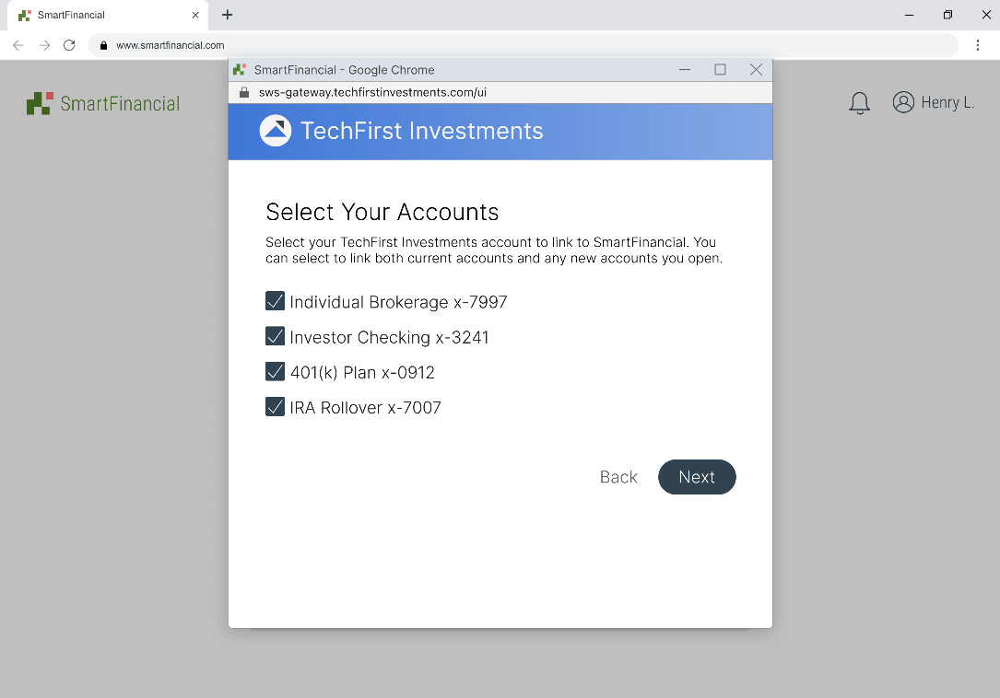 SmartFinancial
www.smartfinancial.com
SmartFinancial - Google Chrome
sws-gateway.techfirstinvestments.com/ui
SmartFinancial
Henry L.
TechFirst Investments
Select Your Accounts
Select your TechFirst Investments account to link to SmartFinancial. You
can select to link both current accounts and any new accounts you open.
Individual Brokerage x-7997
Investor Checking x-3241
401(k) Plan x-0912
IRA Rollover x-7007
Back
Next